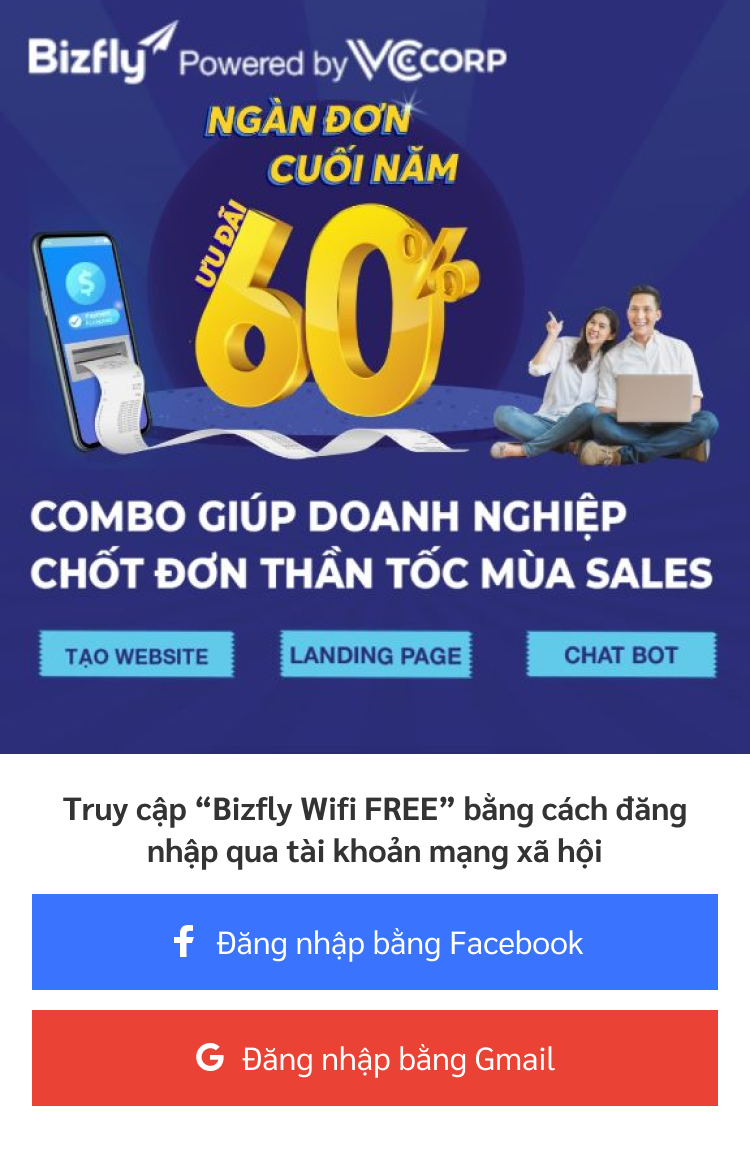 Bizfly Powered by VCCORP
NGÀN ĐƠN
CUỐI NĂM
ƯU ĐÃI
60%
$
Payment
Accepted
COMBO GIÚP DOANH NGHIỆP
CHỐT ĐƠN THẦN TỐC MÙA SALES
TẠO WEBSITE
LANDING PAGE
CHAT BOT
Truy cập “Bizfly Wifi FREE” bằng cách đăng
nhập qua tài khoản mạng xã hội
f Đăng nhập bằng Facebook
G Đăng nhập bằng Gmail